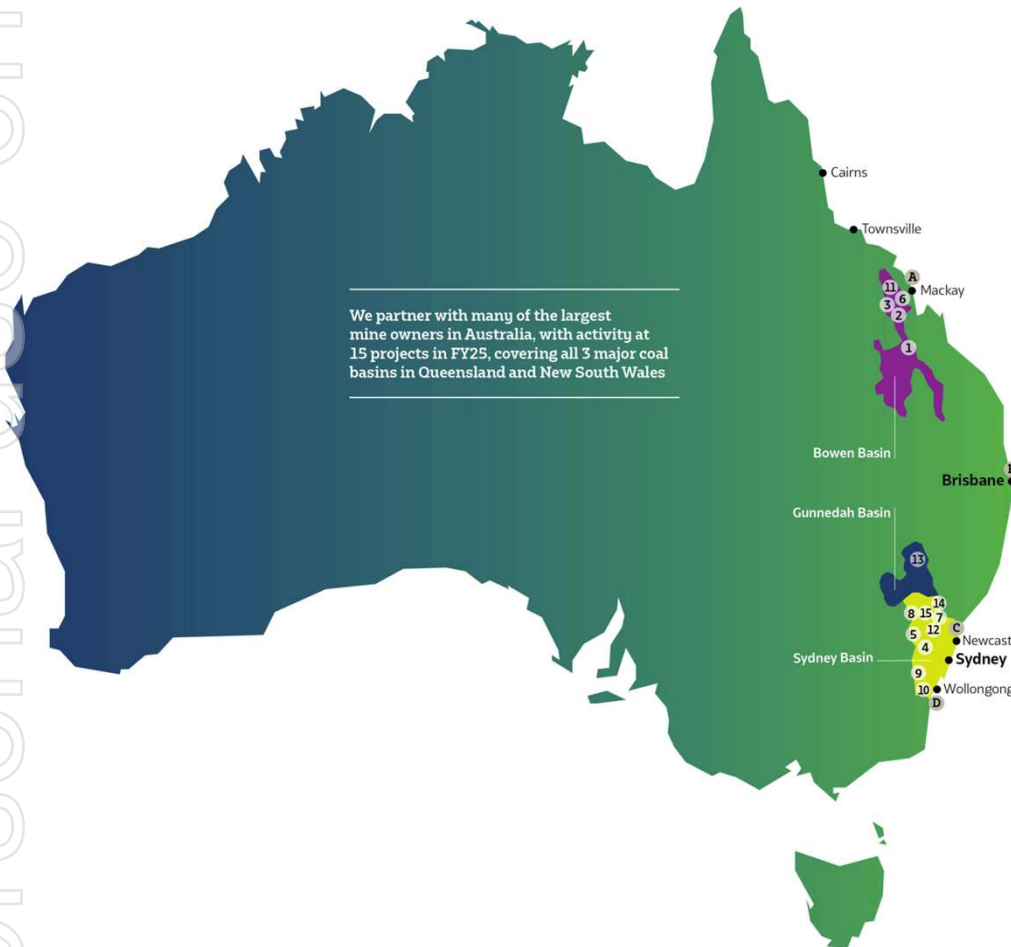 Cairns
Townsville
A
Mackay
11
6
3
2
1
We partner with many of the largest
mine owners in Australia, with activity at
15 projects in FY25, covering all 3 major coal
basins in Queensland and New South Wales
Bowen Basin
Brisbane
Gunnedah Basin
13
14
8 15 7
12
C
5
Newcast
4
Sydney Basin
Sydney
9
10
Wollongong
D